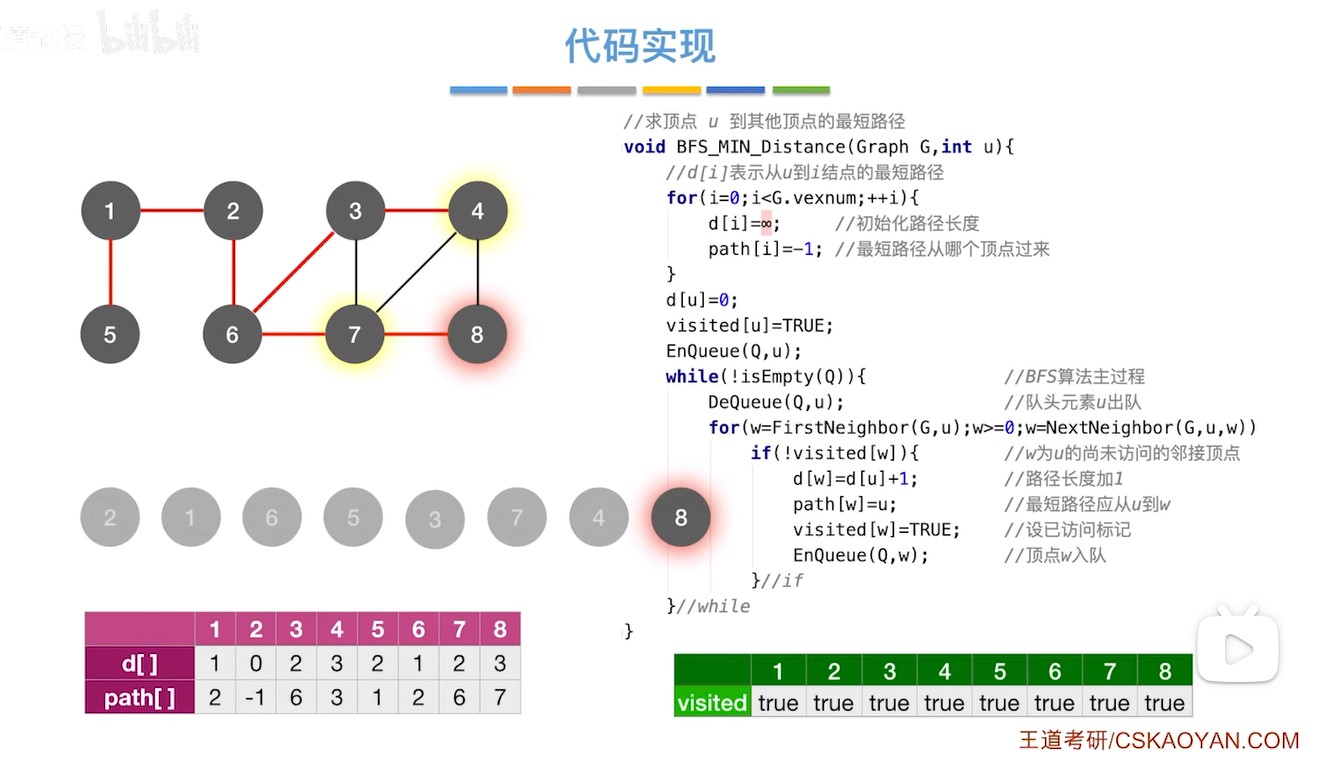 bilibili
代码实现
//求顶点 u 到其他顶点的最短路径
void BFS_MIN_Distance(Graph G,int u){
//d[i]表示从u到i结点的最短路径
for(i=0;i<G.vexnum;++i){
d[i]=∞; //初始化路径长度
path[i]=-1; //最短路径从哪个顶点过来
}
d[u]=0;
visited[u]=TRUE;
EnQueue(Q,u);
while(!isEmpty(Q)){ //BFS算法主过程
DeQueue(Q,u); //队头元素u出队
for(w=FirstNeighbor(G,u);w>=0;w=NextNeighbor(G,u,w))
if(!visited[w]){ //w为u的尚未访问的邻接顶点
d[w]=d[u]+1; //路径长度加1
path[w]=u; //最短路径应从u到w
visited[w]=TRUE; //设已访问标记
EnQueue(Q,w); //顶点w入队
}//if
}//while
}
1 2 3 4
5 6 7 8
2 1 6 5 3 7 4 8
1 2 3 4 5 6 7 8
d[ ] 1 0 2 3 2 1 2 3
path[ ] 2 -1 6 3 1 2 6 7
1 2 3 4 5 6 7 8
visited true true true true true true true true
王道考研/CSKAOYAN.COM